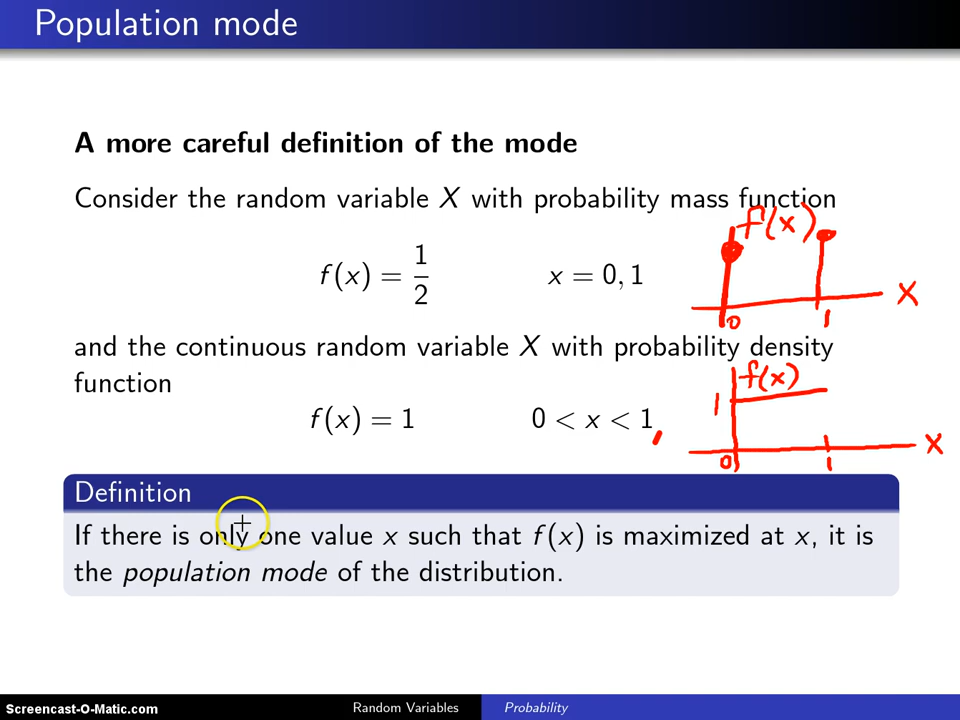 Population mode
A more careful definition of the mode
Consider the random variable X with probability mass function
f(x)
f(x) = 1/2    x = 0, 1
X
0 1
and the continuous random variable X with probability density
function
f(x)
1
f(x) = 1    0 < x < 1,
X
0 1
Definition
If there is only one value x such that f(x) is maximized at x, it is
the population mode of the distribution.
Screencast-O-Matic.com
Random Variables
Probability